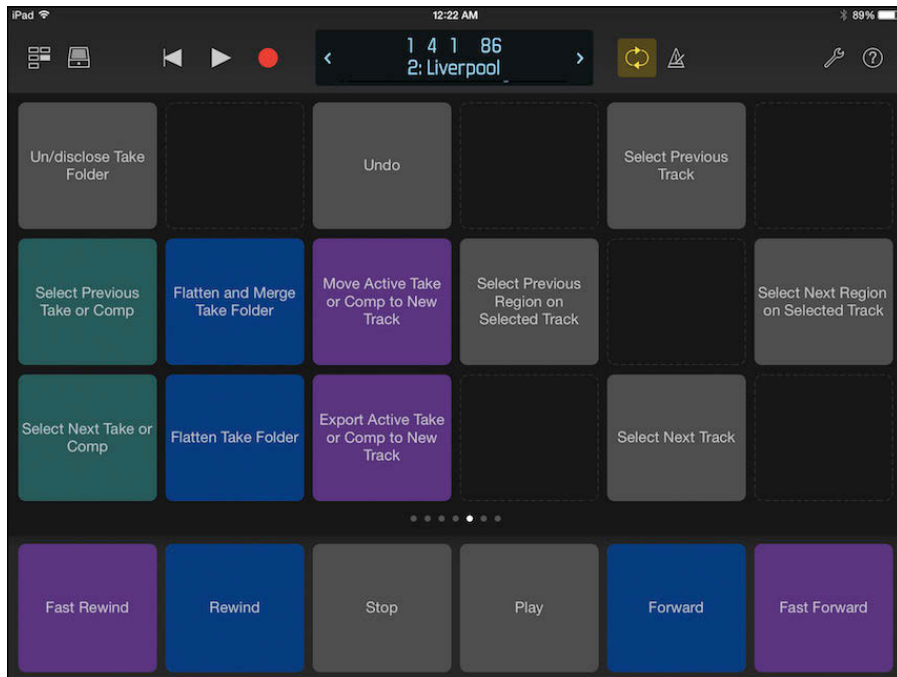 iPad
12:22 AM
89%
1 4 1 86
2: Liverpool
?
Un/disclose Take
Folder
Undo
Select Previous
Track
Select Previous
Take or Comp
Flatten and Merge
Take Folder
Move Active Take
or Comp to New
Track
Select Previous
Region on
Selected Track
Select Next Region
on Selected Track
Select Next Take or
Comp
Flatten Take Folder
Export Active Take
or Comp to New
Track
Select Next Track
Fast Rewind
Rewind
Stop
Play
Forward
Fast Forward